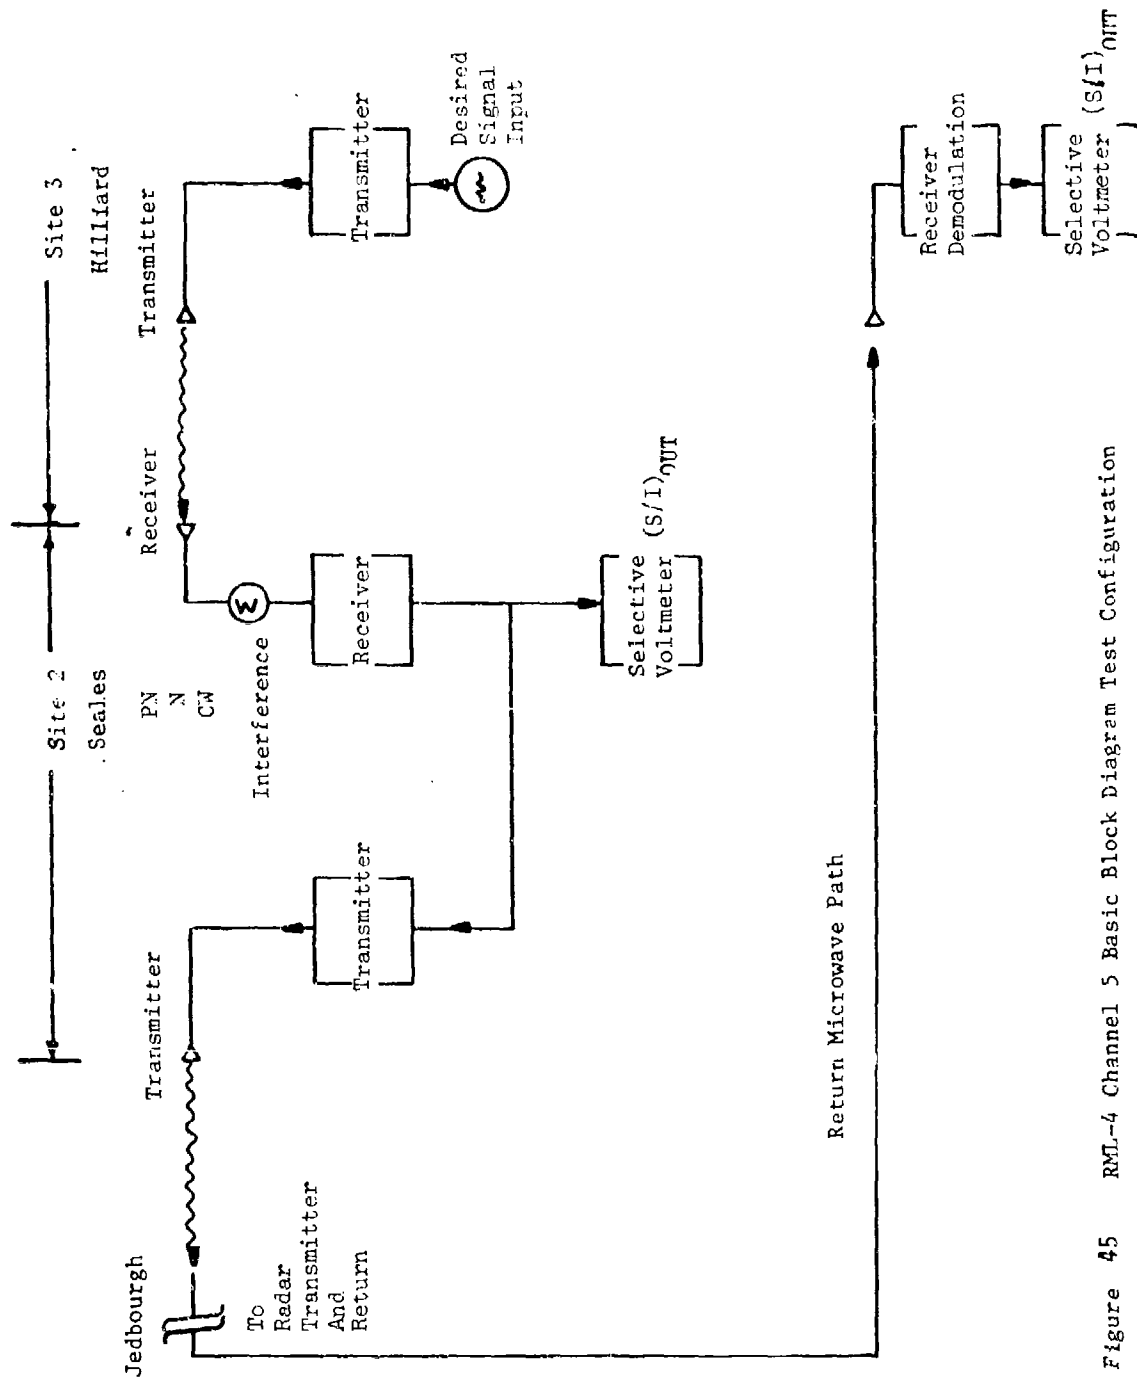 Site 2
Seales
Site 3
Hilliard
Jedbourgh
Transmitter
Receiver
Transmitter
To
Radar
Transmitter
And
Return
PN
N
CW
Interference
Transmitter
Receiver
Transmitter
Desired
Signal
Input
Selective
Voltmeter
(S/I)OUT
Return Microwave Path
Receiver
Demodulation
Selective
Voltmeter
(S/I)OUT
Figure 45 RML-4 Channel 5 Basic Block Diagram Test Configuration